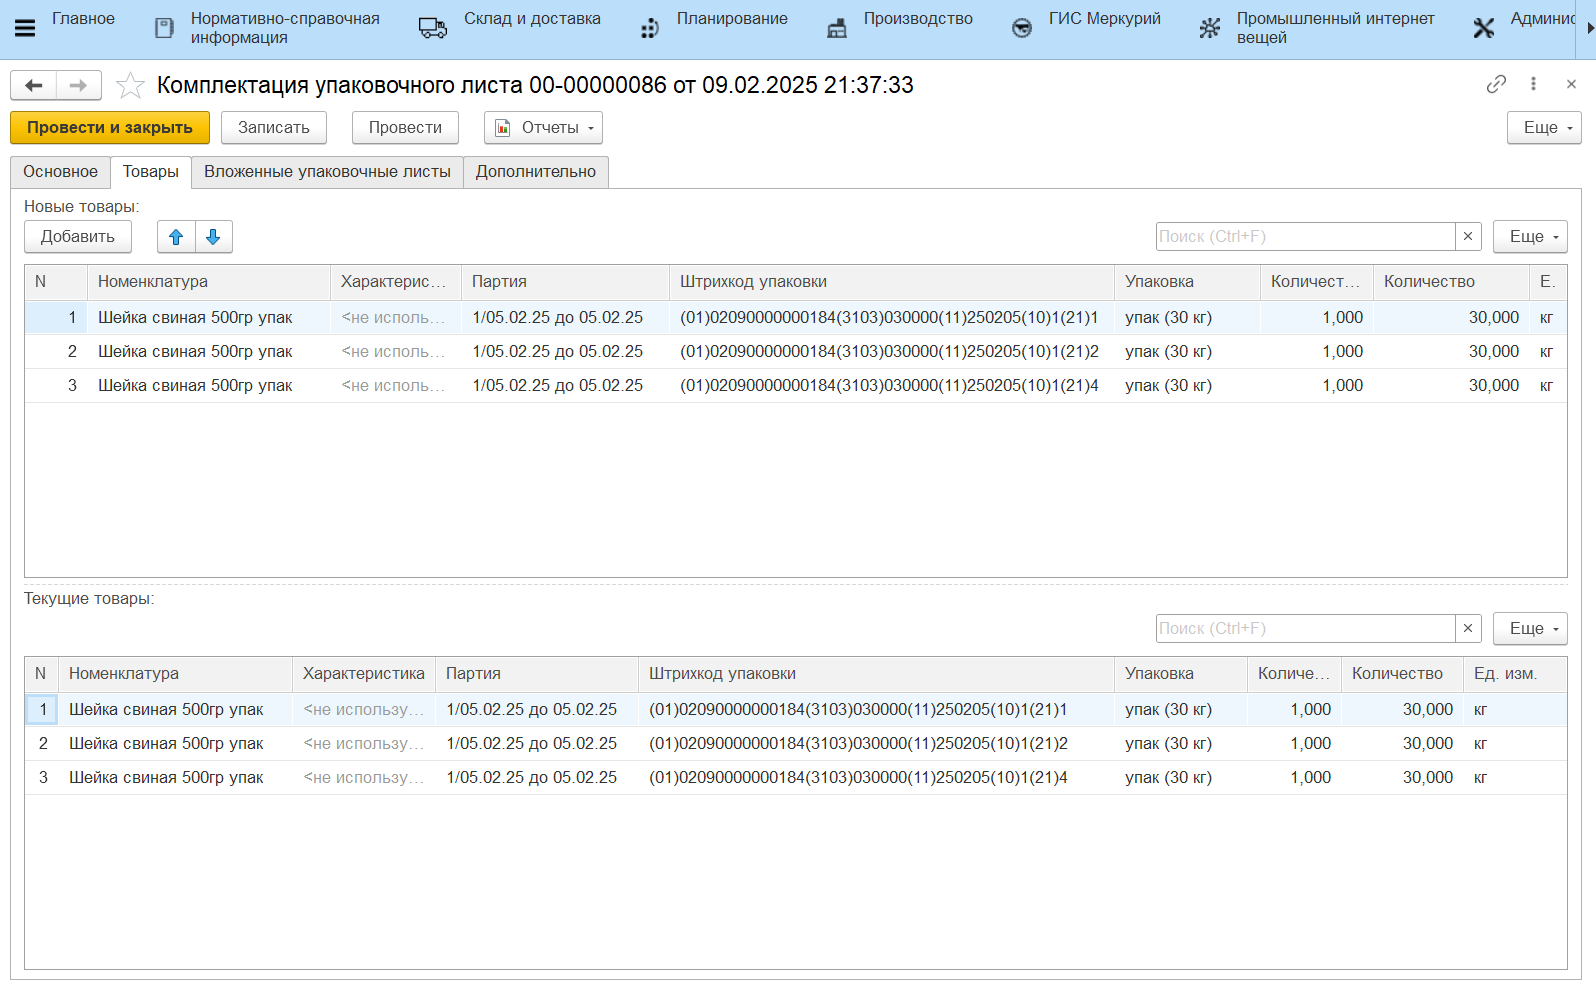 Главное
Нормативно-справочная
информация
Склад и доставка
Планирование
Производство
ГИС Меркурий
Промышленный интернет
вещей
Админис
Комплектация упаковочного листа 00-00000086 от 09.02.2025 21:37:33
Провести и закрыть Записать Провести Отчеты Еще
Основное Товары Вложенные упаковочные листы Дополнительно
Новые товары:
Добавить Поиск (Ctrl+F) × Еще
N Номенклатура Характерис... Партия Штрихкод упаковки Упаковка Количест... Количество Е.
1 Шейка свиная 500гр упак <не исполь... 1/05.02.25 до 05.02.25 (01)02090000000184(3103)030000(11)250205(10)1(21)1 упак (30 кг) 1,000 30,000 кг
2 Шейка свиная 500гр упак <не исполь... 1/05.02.25 до 05.02.25 (01)02090000000184(3103)030000(11)250205(10)1(21)2 упак (30 кг) 1,000 30,000 кг
3 Шейка свиная 500гр упак <не исполь... 1/05.02.25 до 05.02.25 (01)02090000000184(3103)030000(11)250205(10)1(21)4 упак (30 кг) 1,000 30,000 кг
Текущие товары:
Поиск (Ctrl+F) × Еще
N Номенклатура Характеристика Партия Штрихкод упаковки Упаковка Количе... Количество Ед. изм.
1 Шейка свиная 500гр упак <не использу... 1/05.02.25 до 05.02.25 (01)02090000000184(3103)030000(11)250205(10)1(21)1 упак (30 кг) 1,000 30,000 кг
2 Шейка свиная 500гр упак <не использу... 1/05.02.25 до 05.02.25 (01)02090000000184(3103)030000(11)250205(10)1(21)2 упак (30 кг) 1,000 30,000 кг
3 Шейка свиная 500гр упак <не использу... 1/05.02.25 до 05.02.25 (01)02090000000184(3103)030000(11)250205(10)1(21)4 упак (30 кг) 1,000 30,000 кг